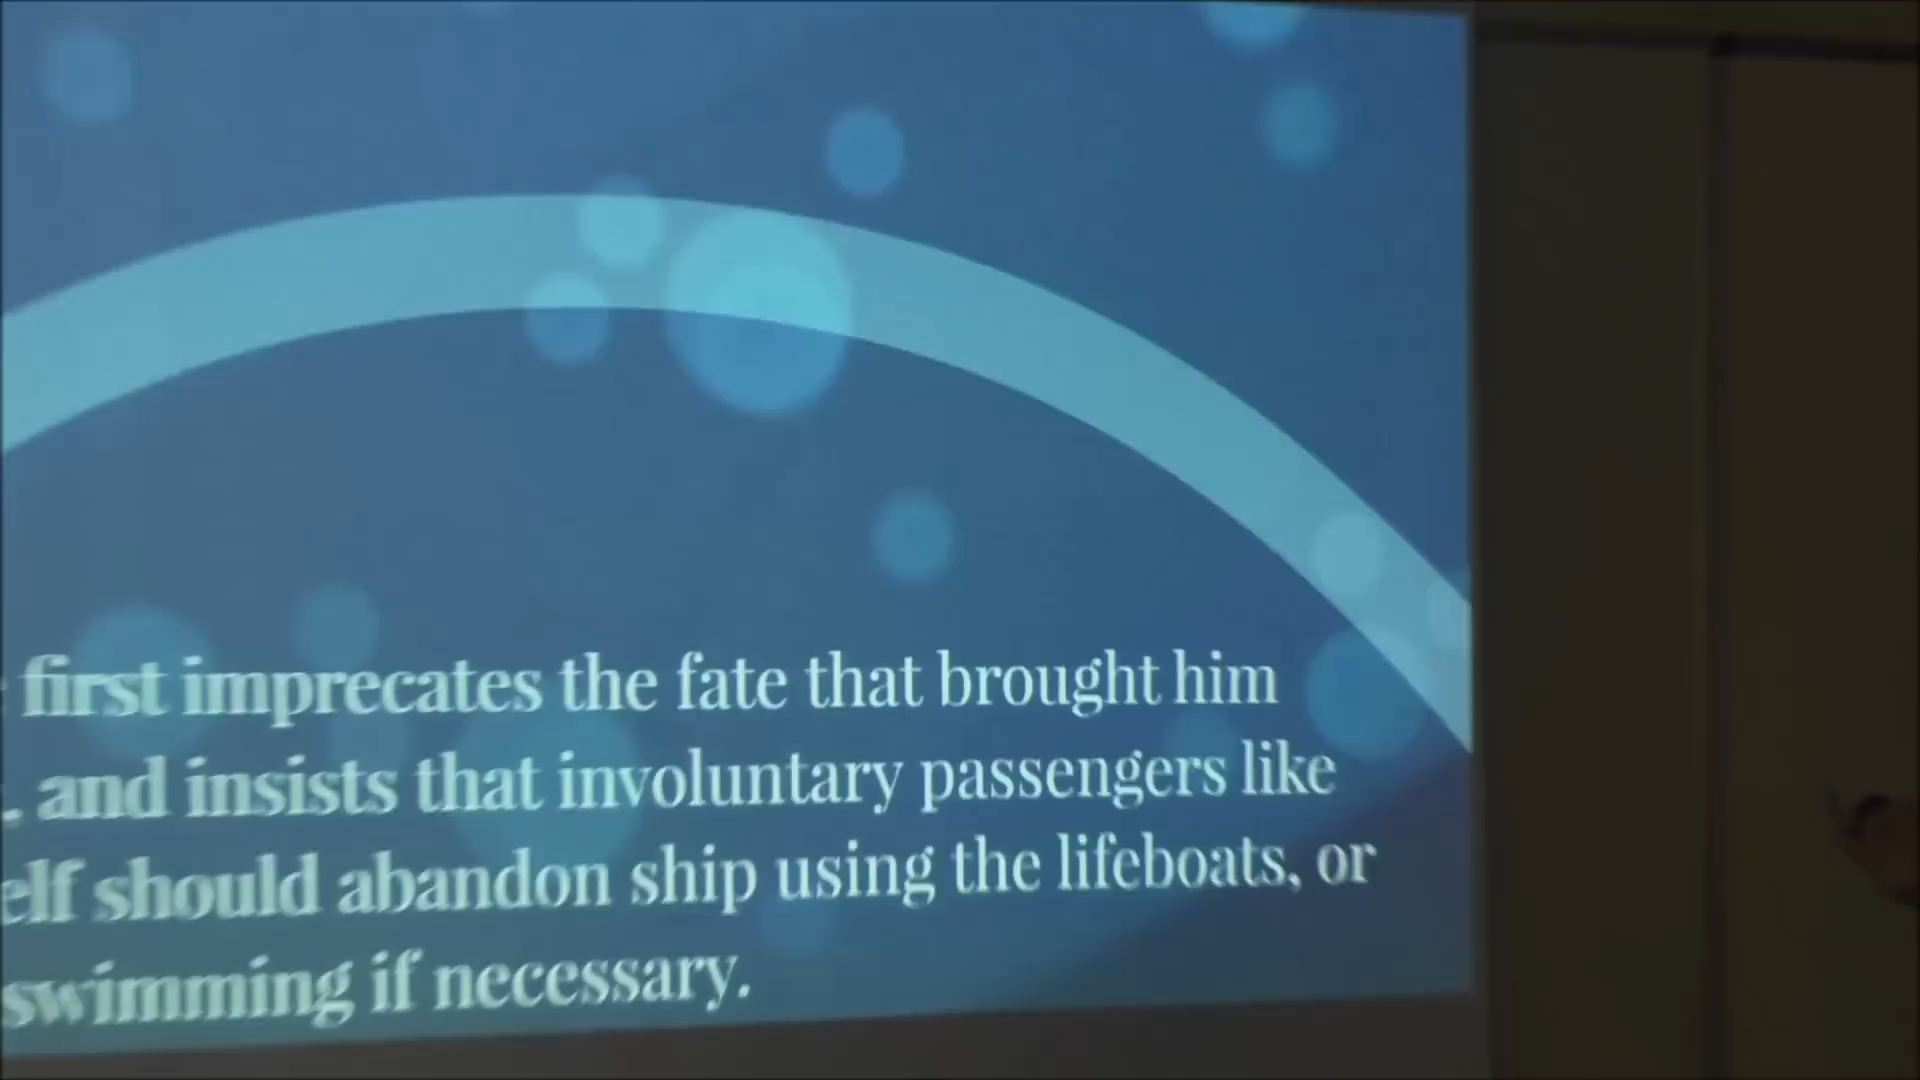 first imprecates the fate that brought him
, and insists that involuntary passengers like
elf should abandon ship using the lifeboats, or
swimming if necessary.